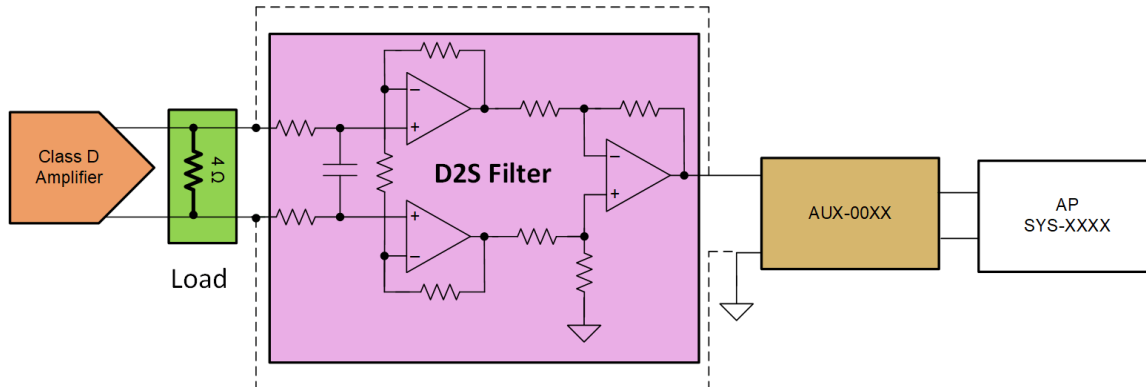 Class D
Amplifier
4 Ω
Load
D2S Filter
−
+
+
−
−
+
AUX-00XX
AP
SYS-XXXX